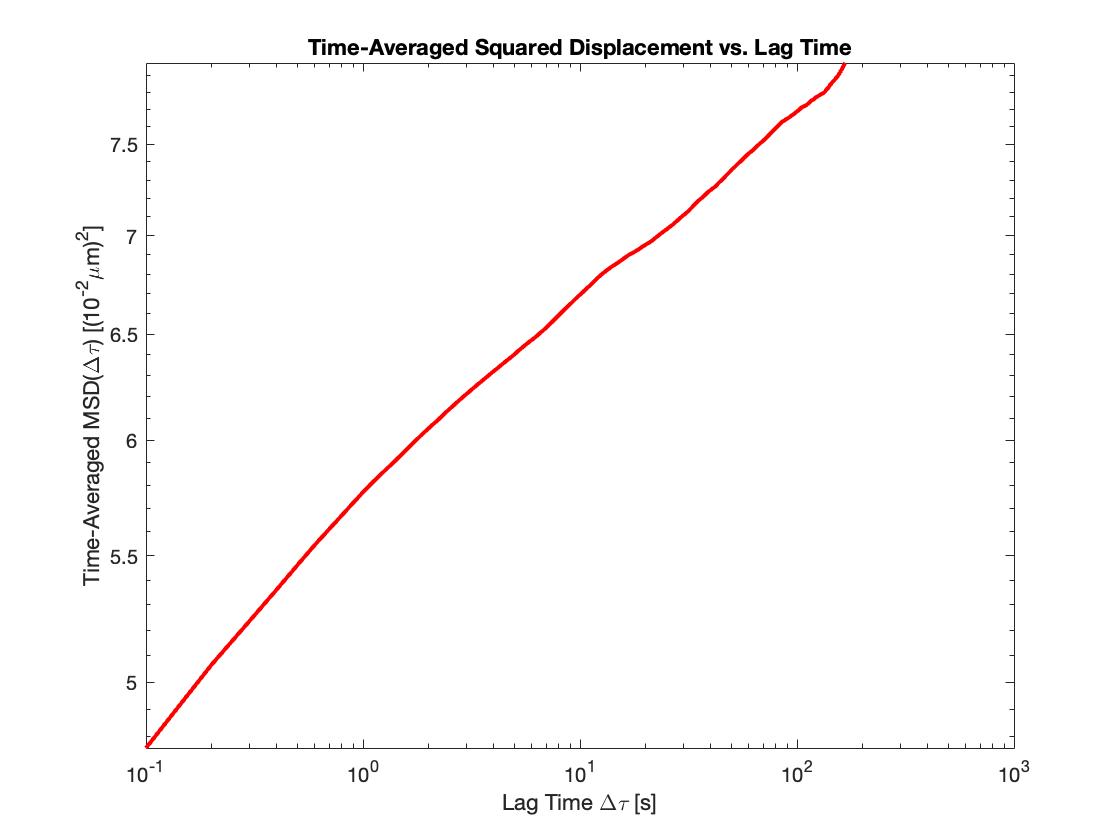 Time-Averaged Squared Displacement vs. Lag Time
Time-Averaged MSD(Δτ) [(10⁻²μm)²]
7.5
7
6.5
6
5.5
5
10⁻¹ 10⁰ 10¹ 10² 10³
Lag Time Δτ [s]